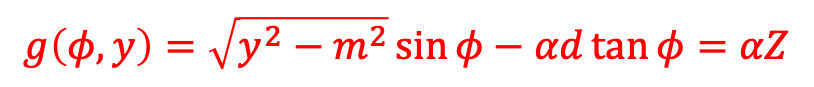 g(ϕ, y) = √(y² − m²) sin ϕ − αd tan ϕ = αZ